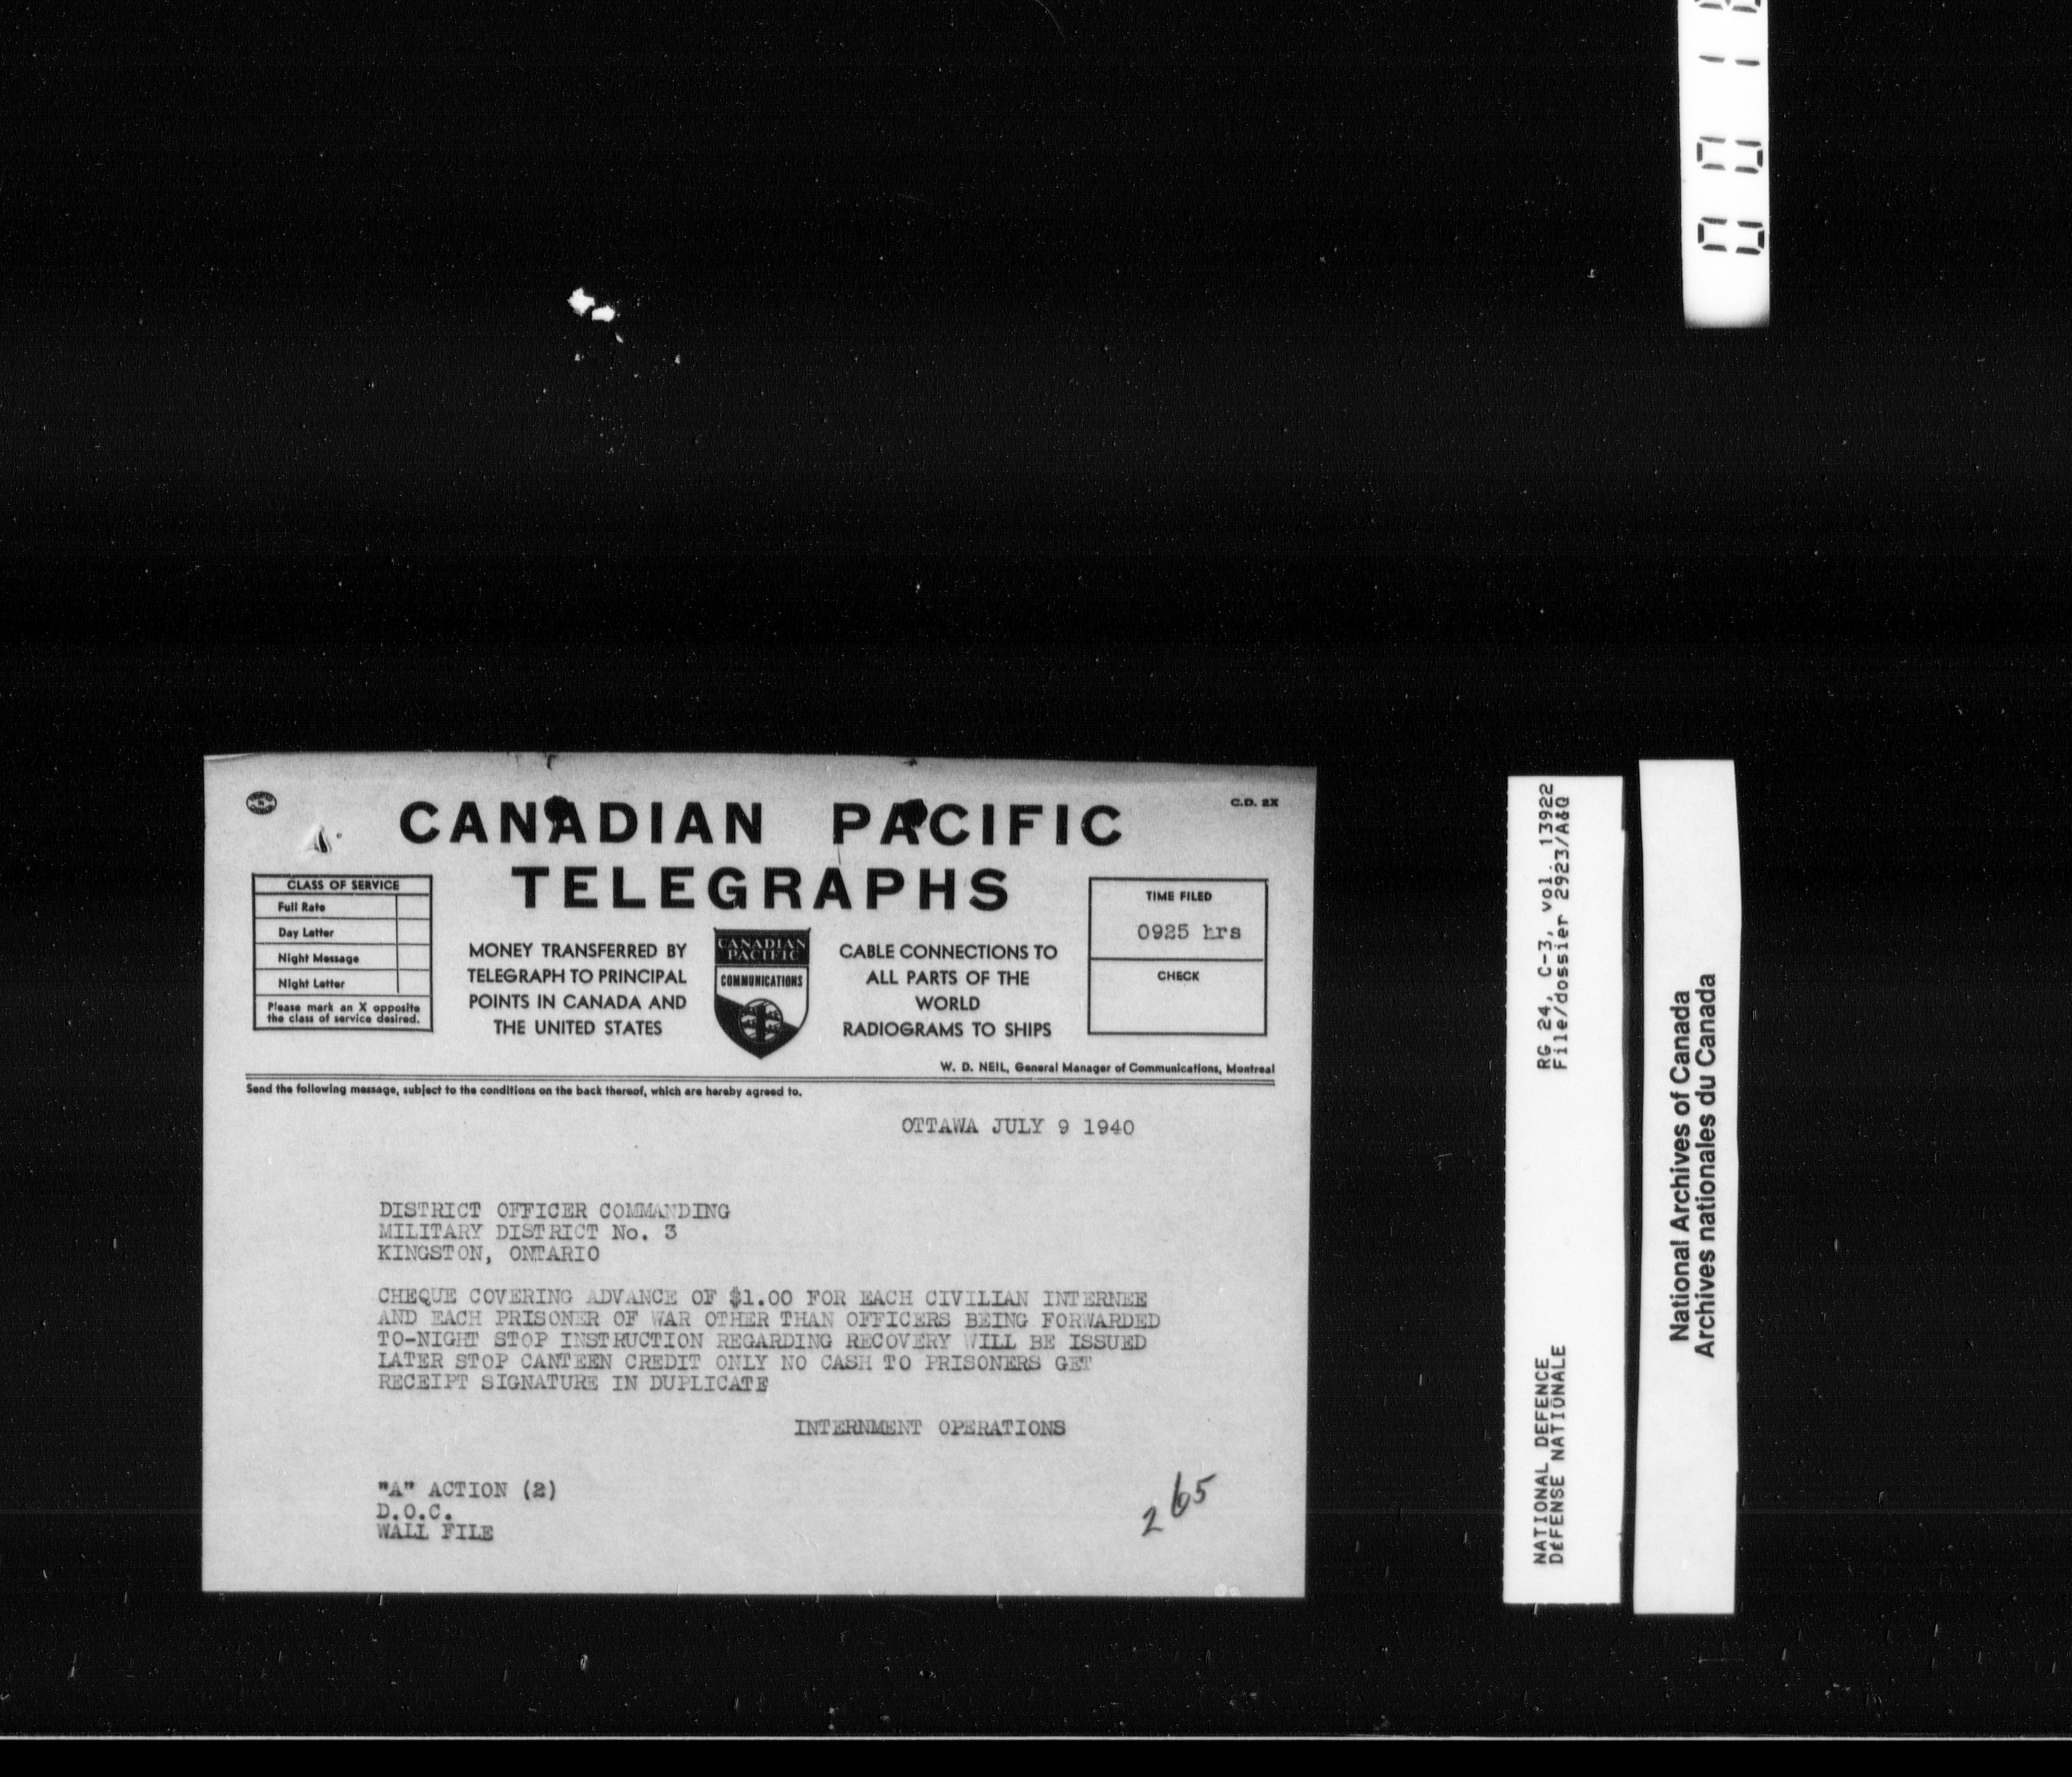 C.D. 2X
CANADIAN PACIFIC
TELEGRAPHS
CLASS OF SERVICE
Full Rate
Day Letter
Night Message
Night Letter
Please mark an X opposite
the class of service desired.
MONEY TRANSFERRED BY
TELEGRAPH TO PRINCIPAL
POINTS IN CANADA AND
THE UNITED STATES
CANADIAN
PACIFIC
COMMUNICATIONS
CABLE CONNECTIONS TO
ALL PARTS OF THE
WORLD
RADIOGRAMS TO SHIPS
TIME FILED
0925 hrs
CHECK
W. D. NEIL, General Manager of Communications, Montreal
Send the following message, subject to the conditions on the back thereof, which are hereby agreed to.
OTTAWA JULY 9 1940
DISTRICT OFFICER COMMANDING
MILITARY DISTRICT No. 3
KINGSTON, ONTARIO
CHEQUE COVERING ADVANCE OF $1.00 FOR EACH CIVILIAN INTERNEE
AND EACH PRISONER OF WAR OTHER THAN OFFICERS BEING FORWARDED
TO-NIGHT STOP INSTRUCTION REGARDING RECOVERY WILL BE ISSUED
LATER STOP CANTEEN CREDIT ONLY NO CASH TO PRISONERS GET
RECEIPT SIGNATURE IN DUPLICATE
INTERNMENT OPERATIONS
"A" ACTION (2)
D.O.C.
WALL FILE
265
RG 24, C-3, vol. 13922
File/dossier 2923/A&Q
NATIONAL DEFENCE
DÉFENSE NATIONALE
National Archives of Canada
Archives nationales du Canada